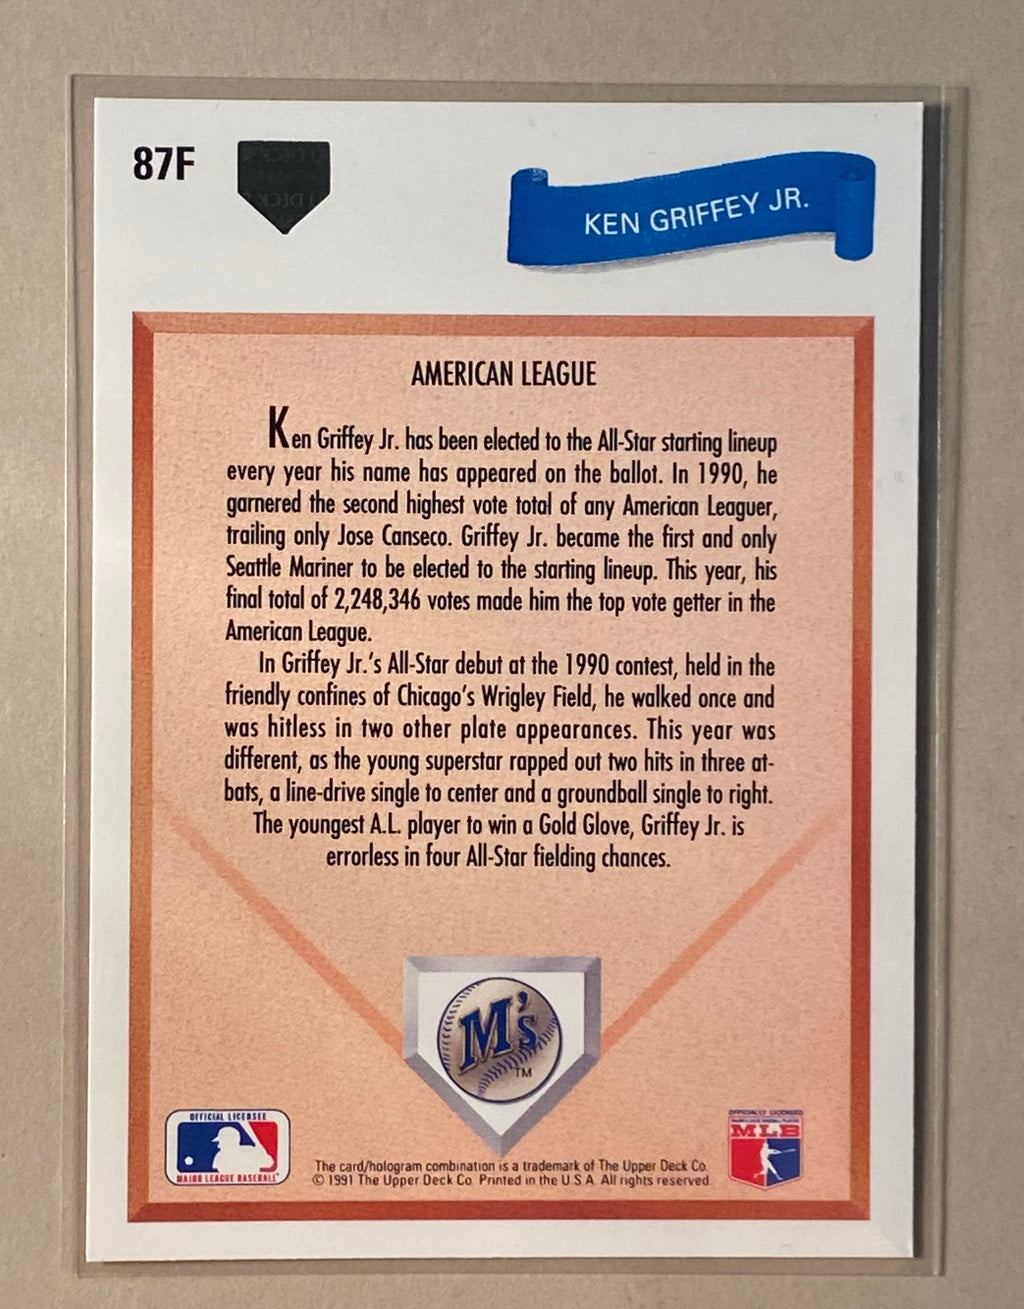 87F
KEN GRIFFEY JR.
AMERICAN LEAGUE
Ken Griffey Jr. has been elected to the All-Star starting lineup
every year his name has appeared on the ballot. In 1990, he
garnered the second highest vote total of any American Leaguer,
trailing only Jose Canseco. Griffey Jr. became the first and only
Seattle Mariner to be elected to the starting lineup. This year, his
final total of 2,248,346 votes made him the top vote getter in the
American League.
In Griffey Jr.'s All-Star debut at the 1990 contest, held in the
friendly confines of Chicago's Wrigley Field, he walked once and
was hitless in two other plate appearances. This year was
different, as the young superstar rapped out two hits in three at-
bats, a line-drive single to center and a groundball single to right.
The youngest A.L. player to win a Gold Glove, Griffey Jr. is
errorless in four All-Star fielding chances.
M's
TM
OFFICIAL LICENSEE
MAJOR LEAGUE BASEBALL
The card/hologram combination is a trademark of The Upper Deck Co.
© 1991 The Upper Deck Co. Printed in the U.S.A. All rights reserved.
OFFICIALLY LICENSED
MLB